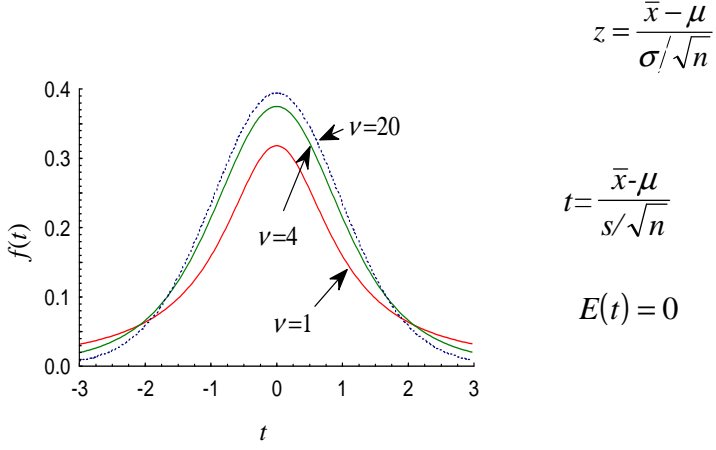 z = (x̄ − μ) / (σ/√n)
0.4
0.3
0.2
0.1
0.0
f(t)
ν=20
ν=4
ν=1
-3 -2 -1 0 1 2 3
t
t = (x̄-μ) / (s/√n)
E(t) = 0